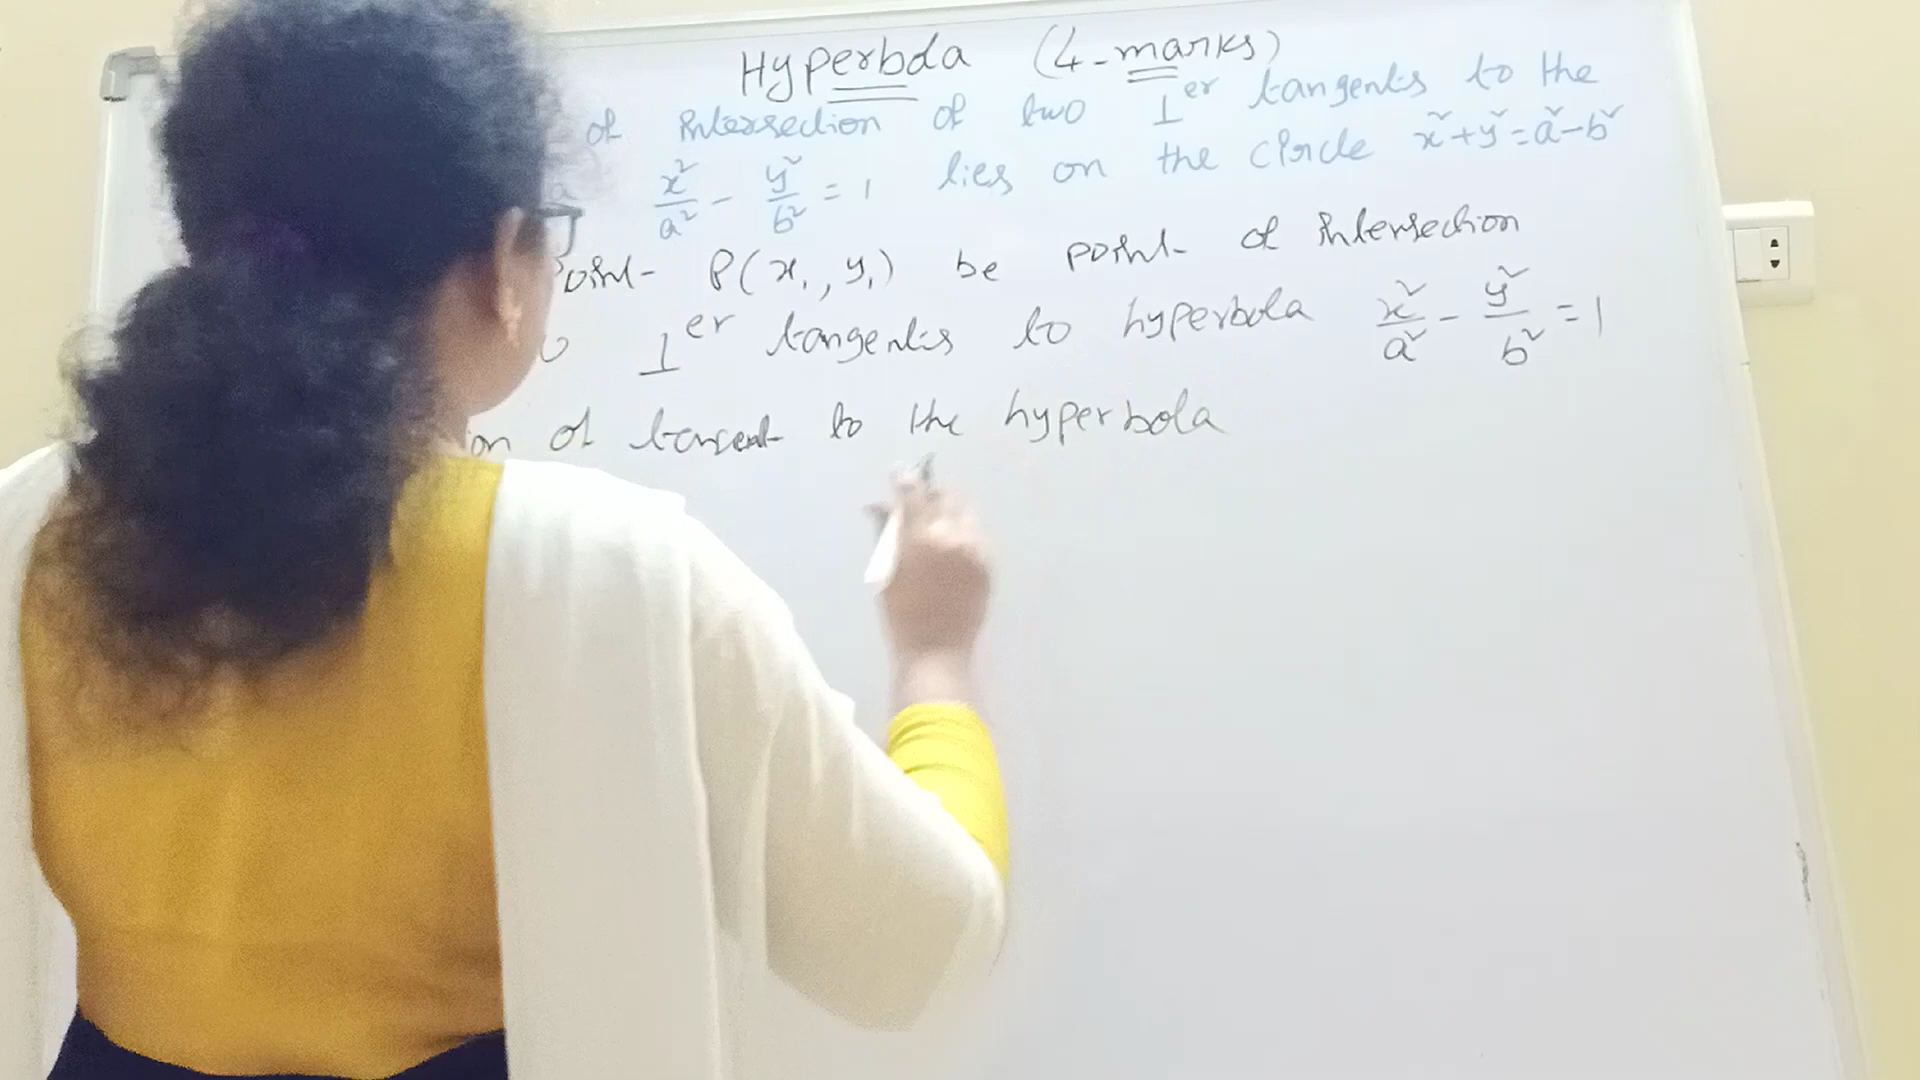 Hyperbola (4-marks)
of intersection of two ⊥er tangents to the
x²/a² - y²/b² = 1 lies on the circle x²+y²=a²-b²
point P(x₁, y₁) be point of intersection
⊥er tangents to hyperbola x²/a² - y²/b² = 1
of tangent to the hyperbola